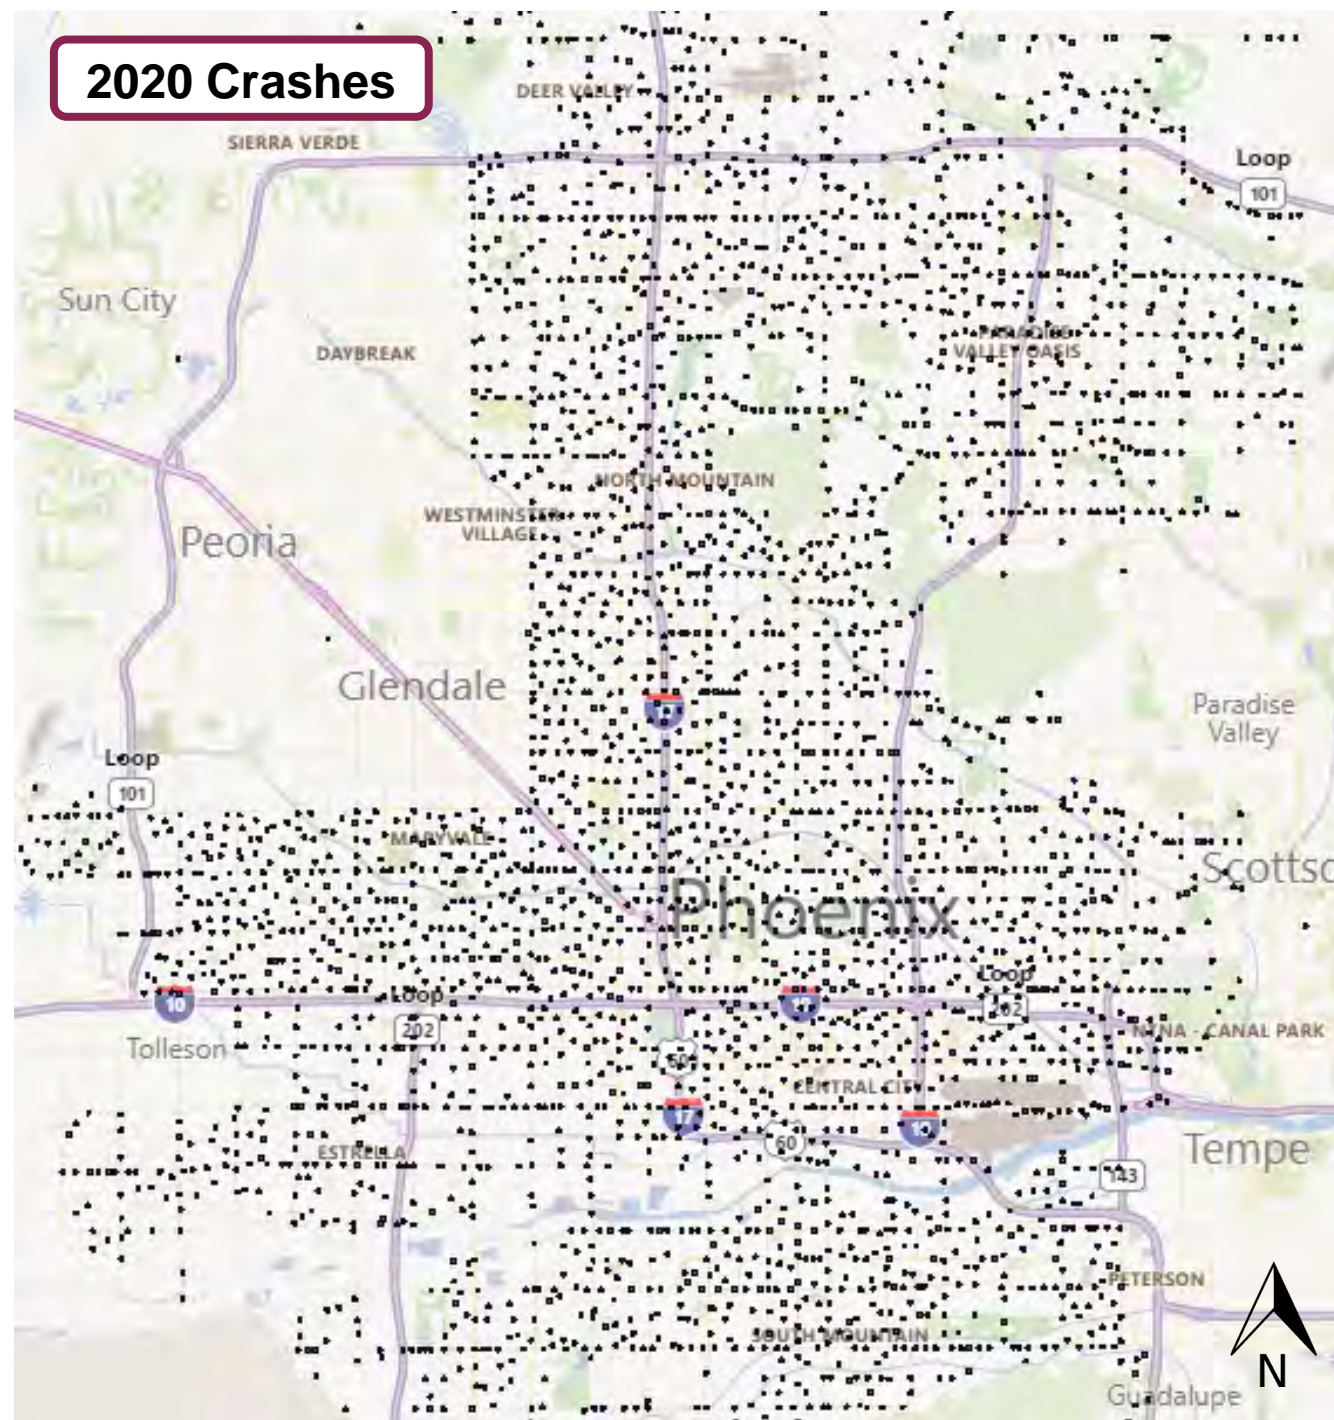 2020 Crashes
DEER VALLEY
SIERRA VERDE
Loop
101
Sun City
DAYBREAK
PARADISE
VALLEY OASIS
NORTH MOUNTAIN
WESTMINSTER
VILLAGE
Peoria
Glendale
17
Paradise
Valley
Loop
101
MARYVALE
Scottsd
Phoenix
Loop
10
Loop
10
202
202
Tolleson
60
CANAL PARK
CENTRAL CITY
17
10
60
ESTRELLA
Tempe
143
PETERSON
SOUTH MOUNTAIN
N
Guadalupe